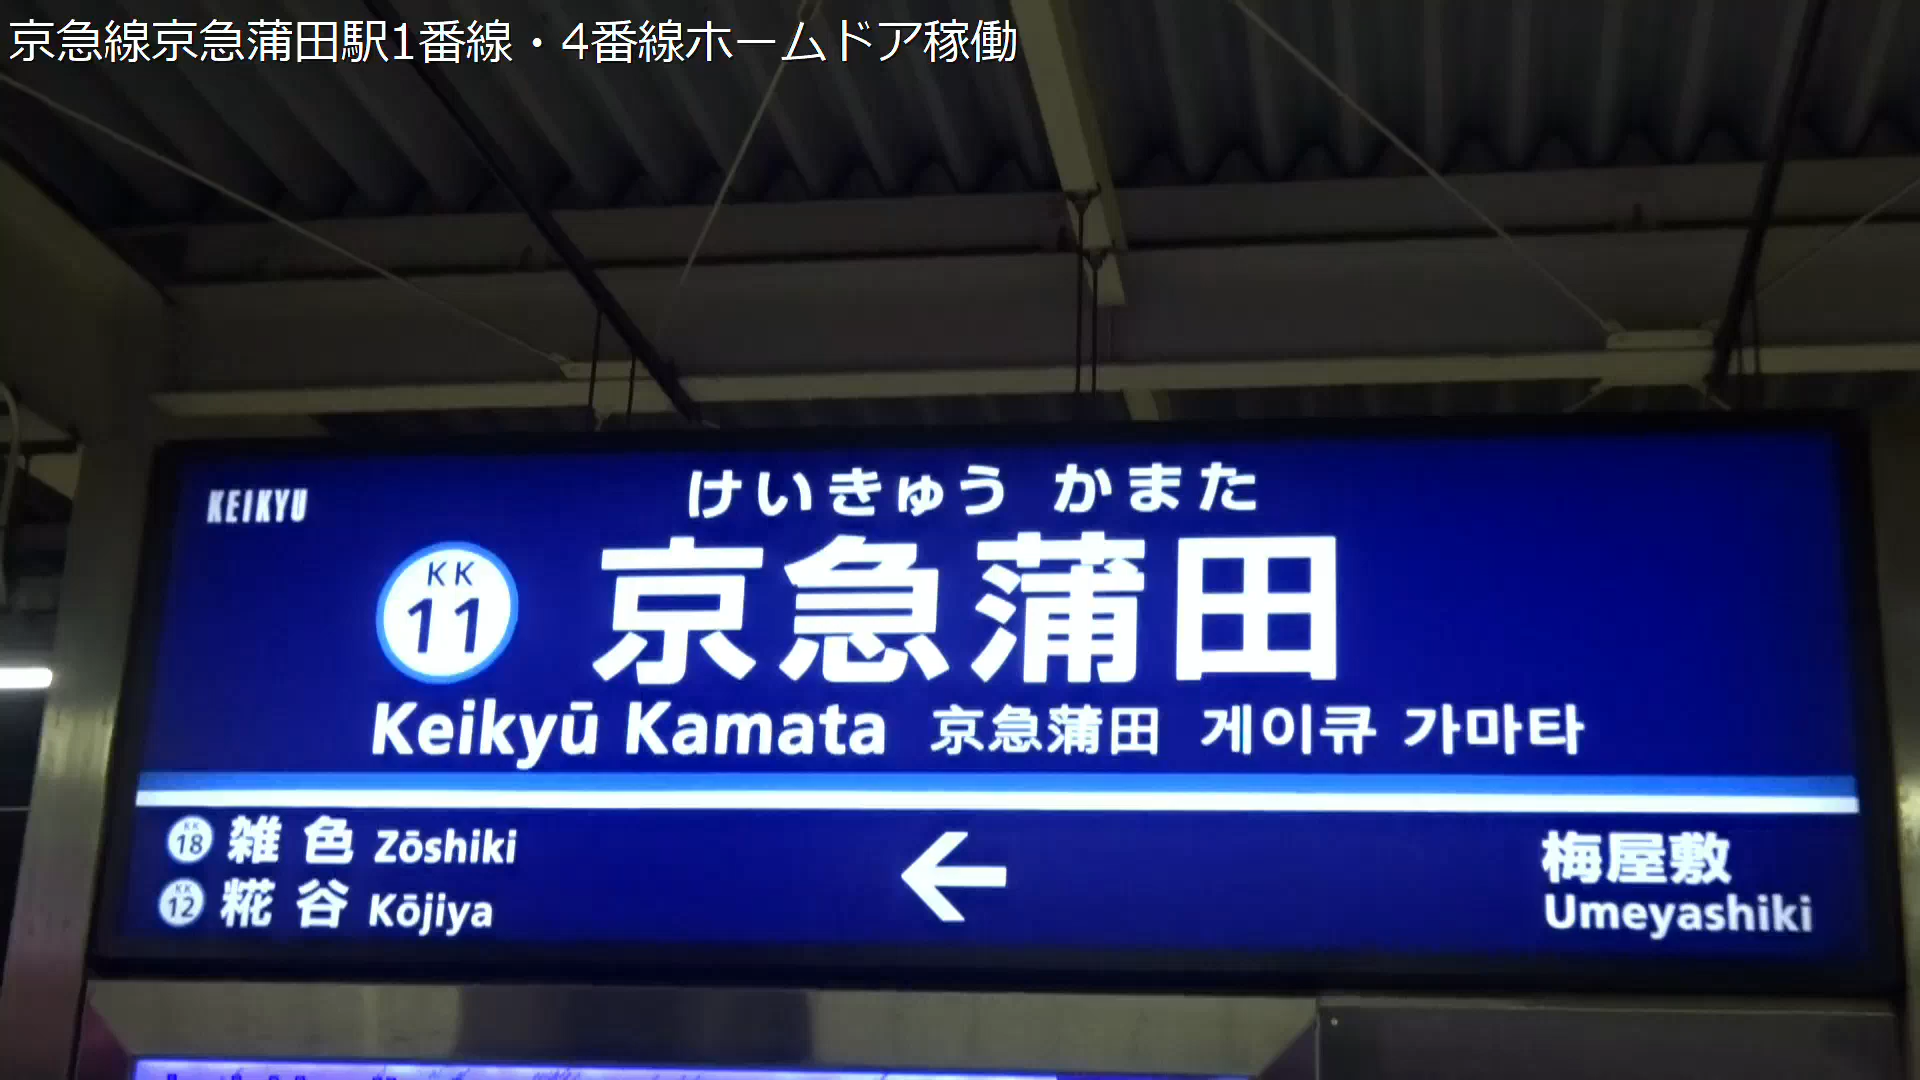 京急線京急蒲田駅1番線・4番線ホームドア稼働
KEIKYU
けいきゅう かまた
KK
11
京急蒲田
Keikyū Kamata 京急蒲田 게이큐 가마타
KK
18 雑色 Zōshiki
KK
12 糀谷 Kōjiya
←
梅屋敷
Umeyashiki